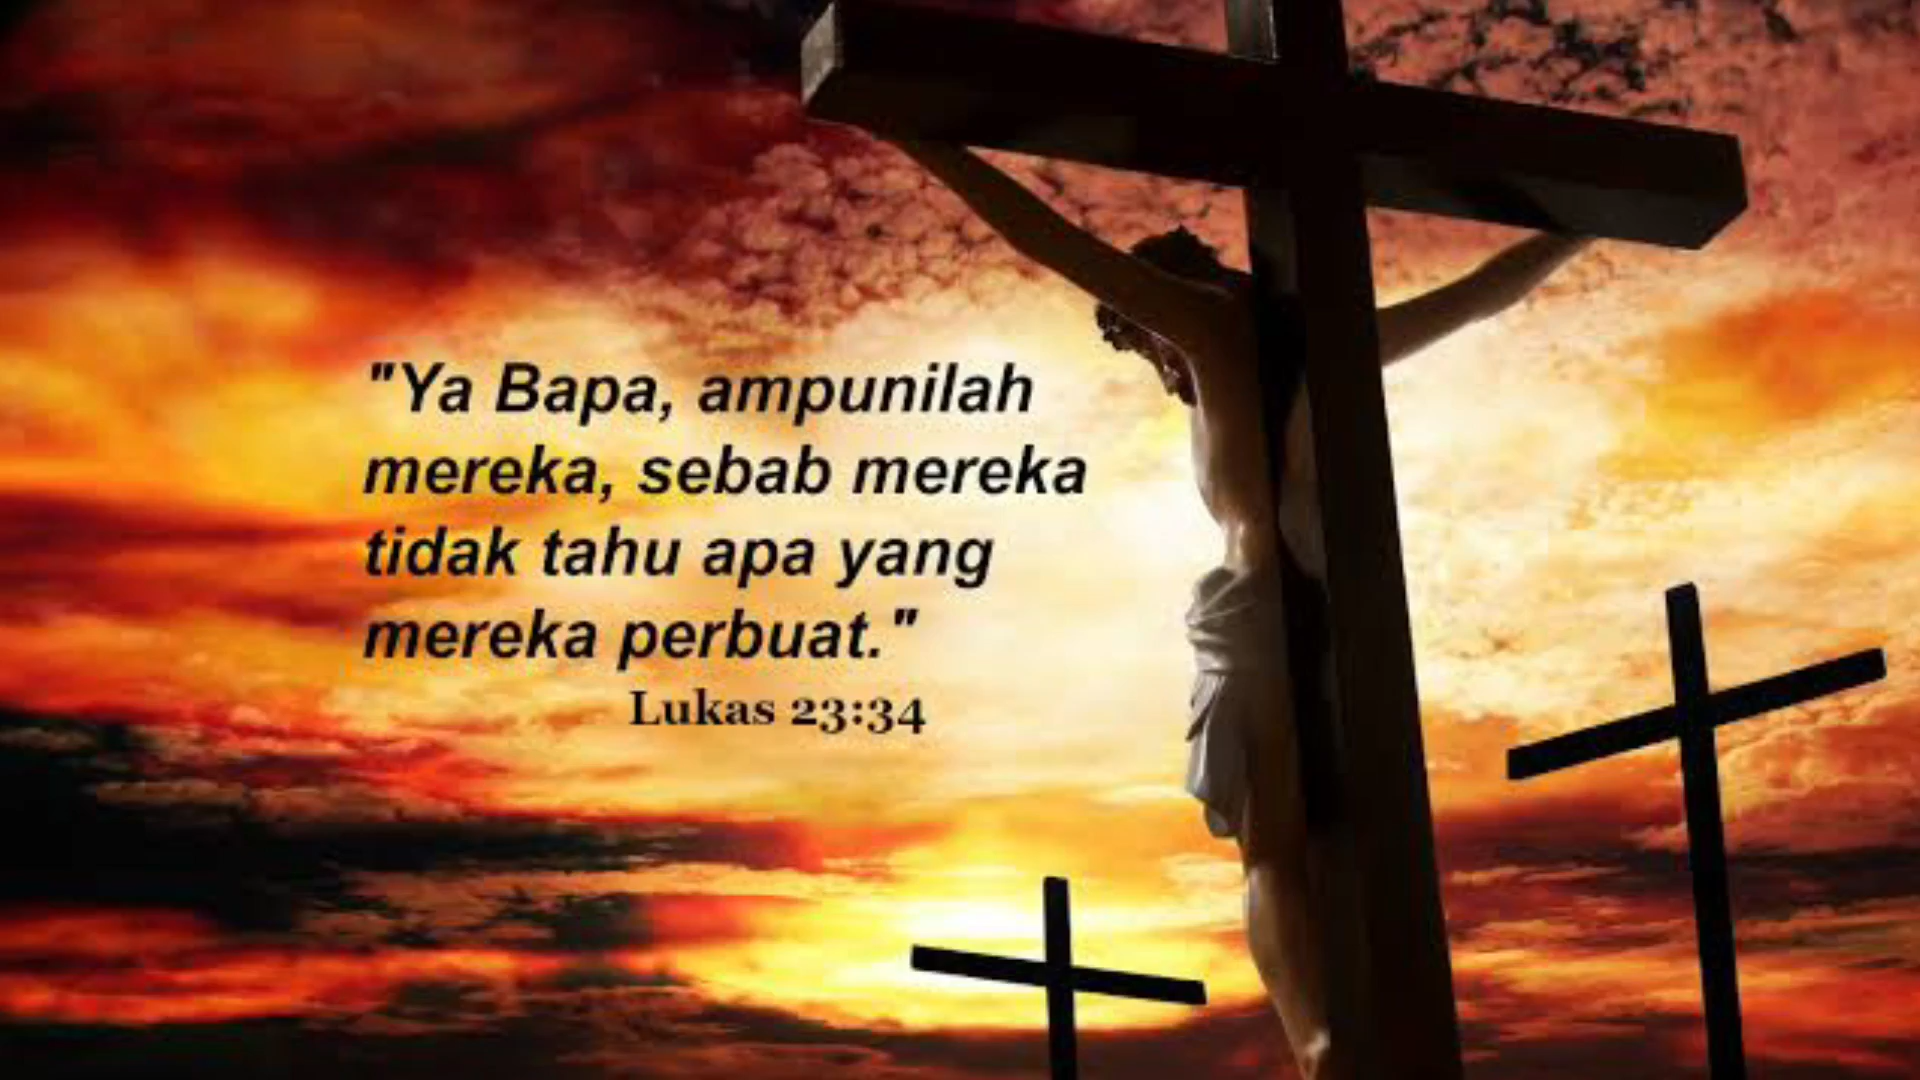 "Ya Bapa, ampunilah
mereka, sebab mereka
tidak tahu apa yang
mereka perbuat."
Lukas 23:34